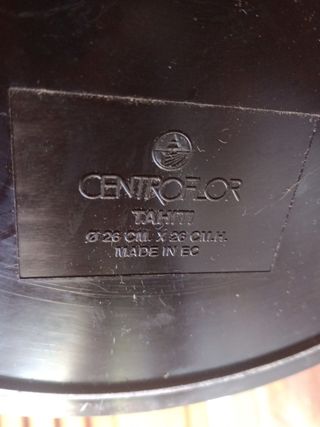 CENTROFLOR
TAHITI
Ø 26 CM. X 26 CM.H.
MADE IN EC